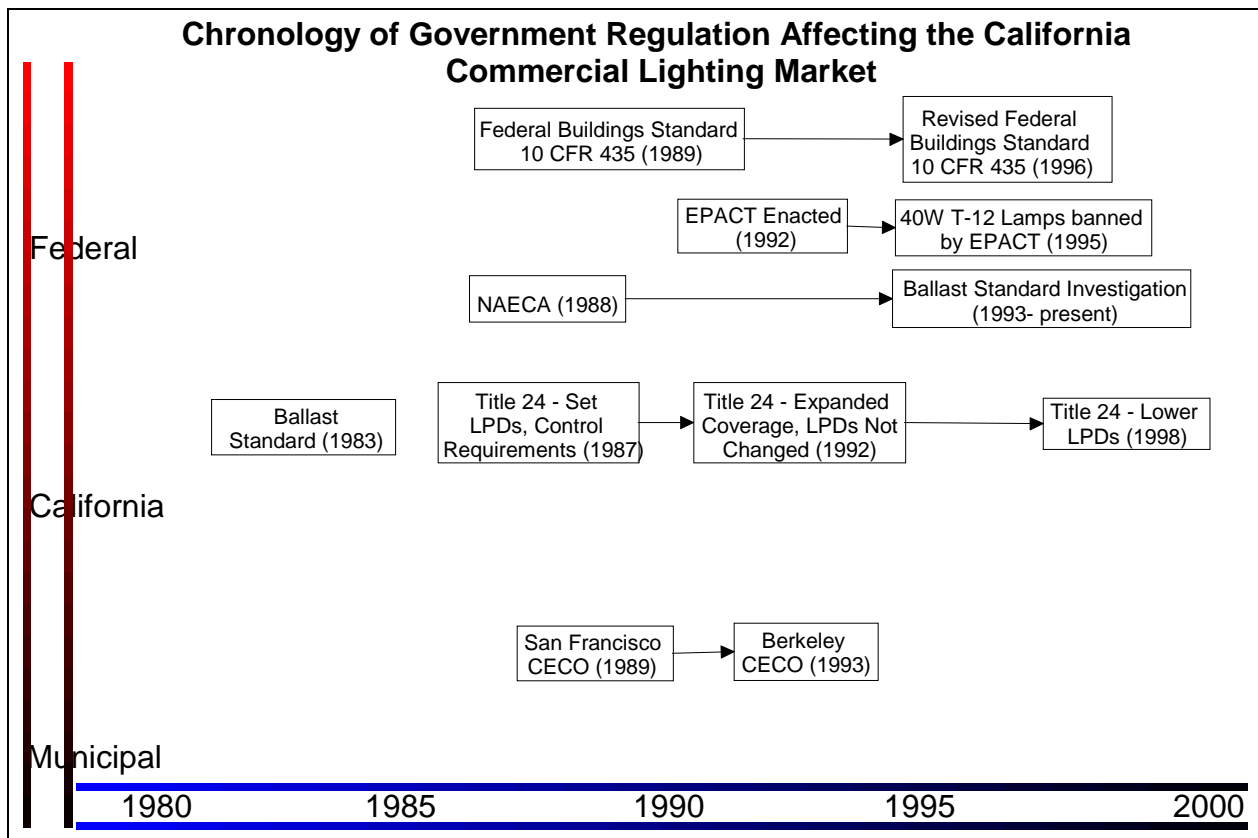 Chronology of Government Regulation Affecting the California
Commercial Lighting Market
Federal Buildings Standard
10 CFR 435 (1989)
Revised Federal
Buildings Standard
10 CFR 435 (1996)
EPACT Enacted
(1992)
40W T-12 Lamps banned
by EPACT (1995)
Federal
NAECA (1988)
Ballast Standard Investigation
(1993- present)
Ballast
Standard (1983)
Title 24 - Set
LPDs, Control
Requirements (1987)
Title 24 - Expanded
Coverage, LPDs Not
Changed (1992)
Title 24 - Lower
LPDs (1998)
California
San Francisco
CECO (1989)
Berkeley
CECO (1993)
Municipal
1980 1985 1990 1995 2000